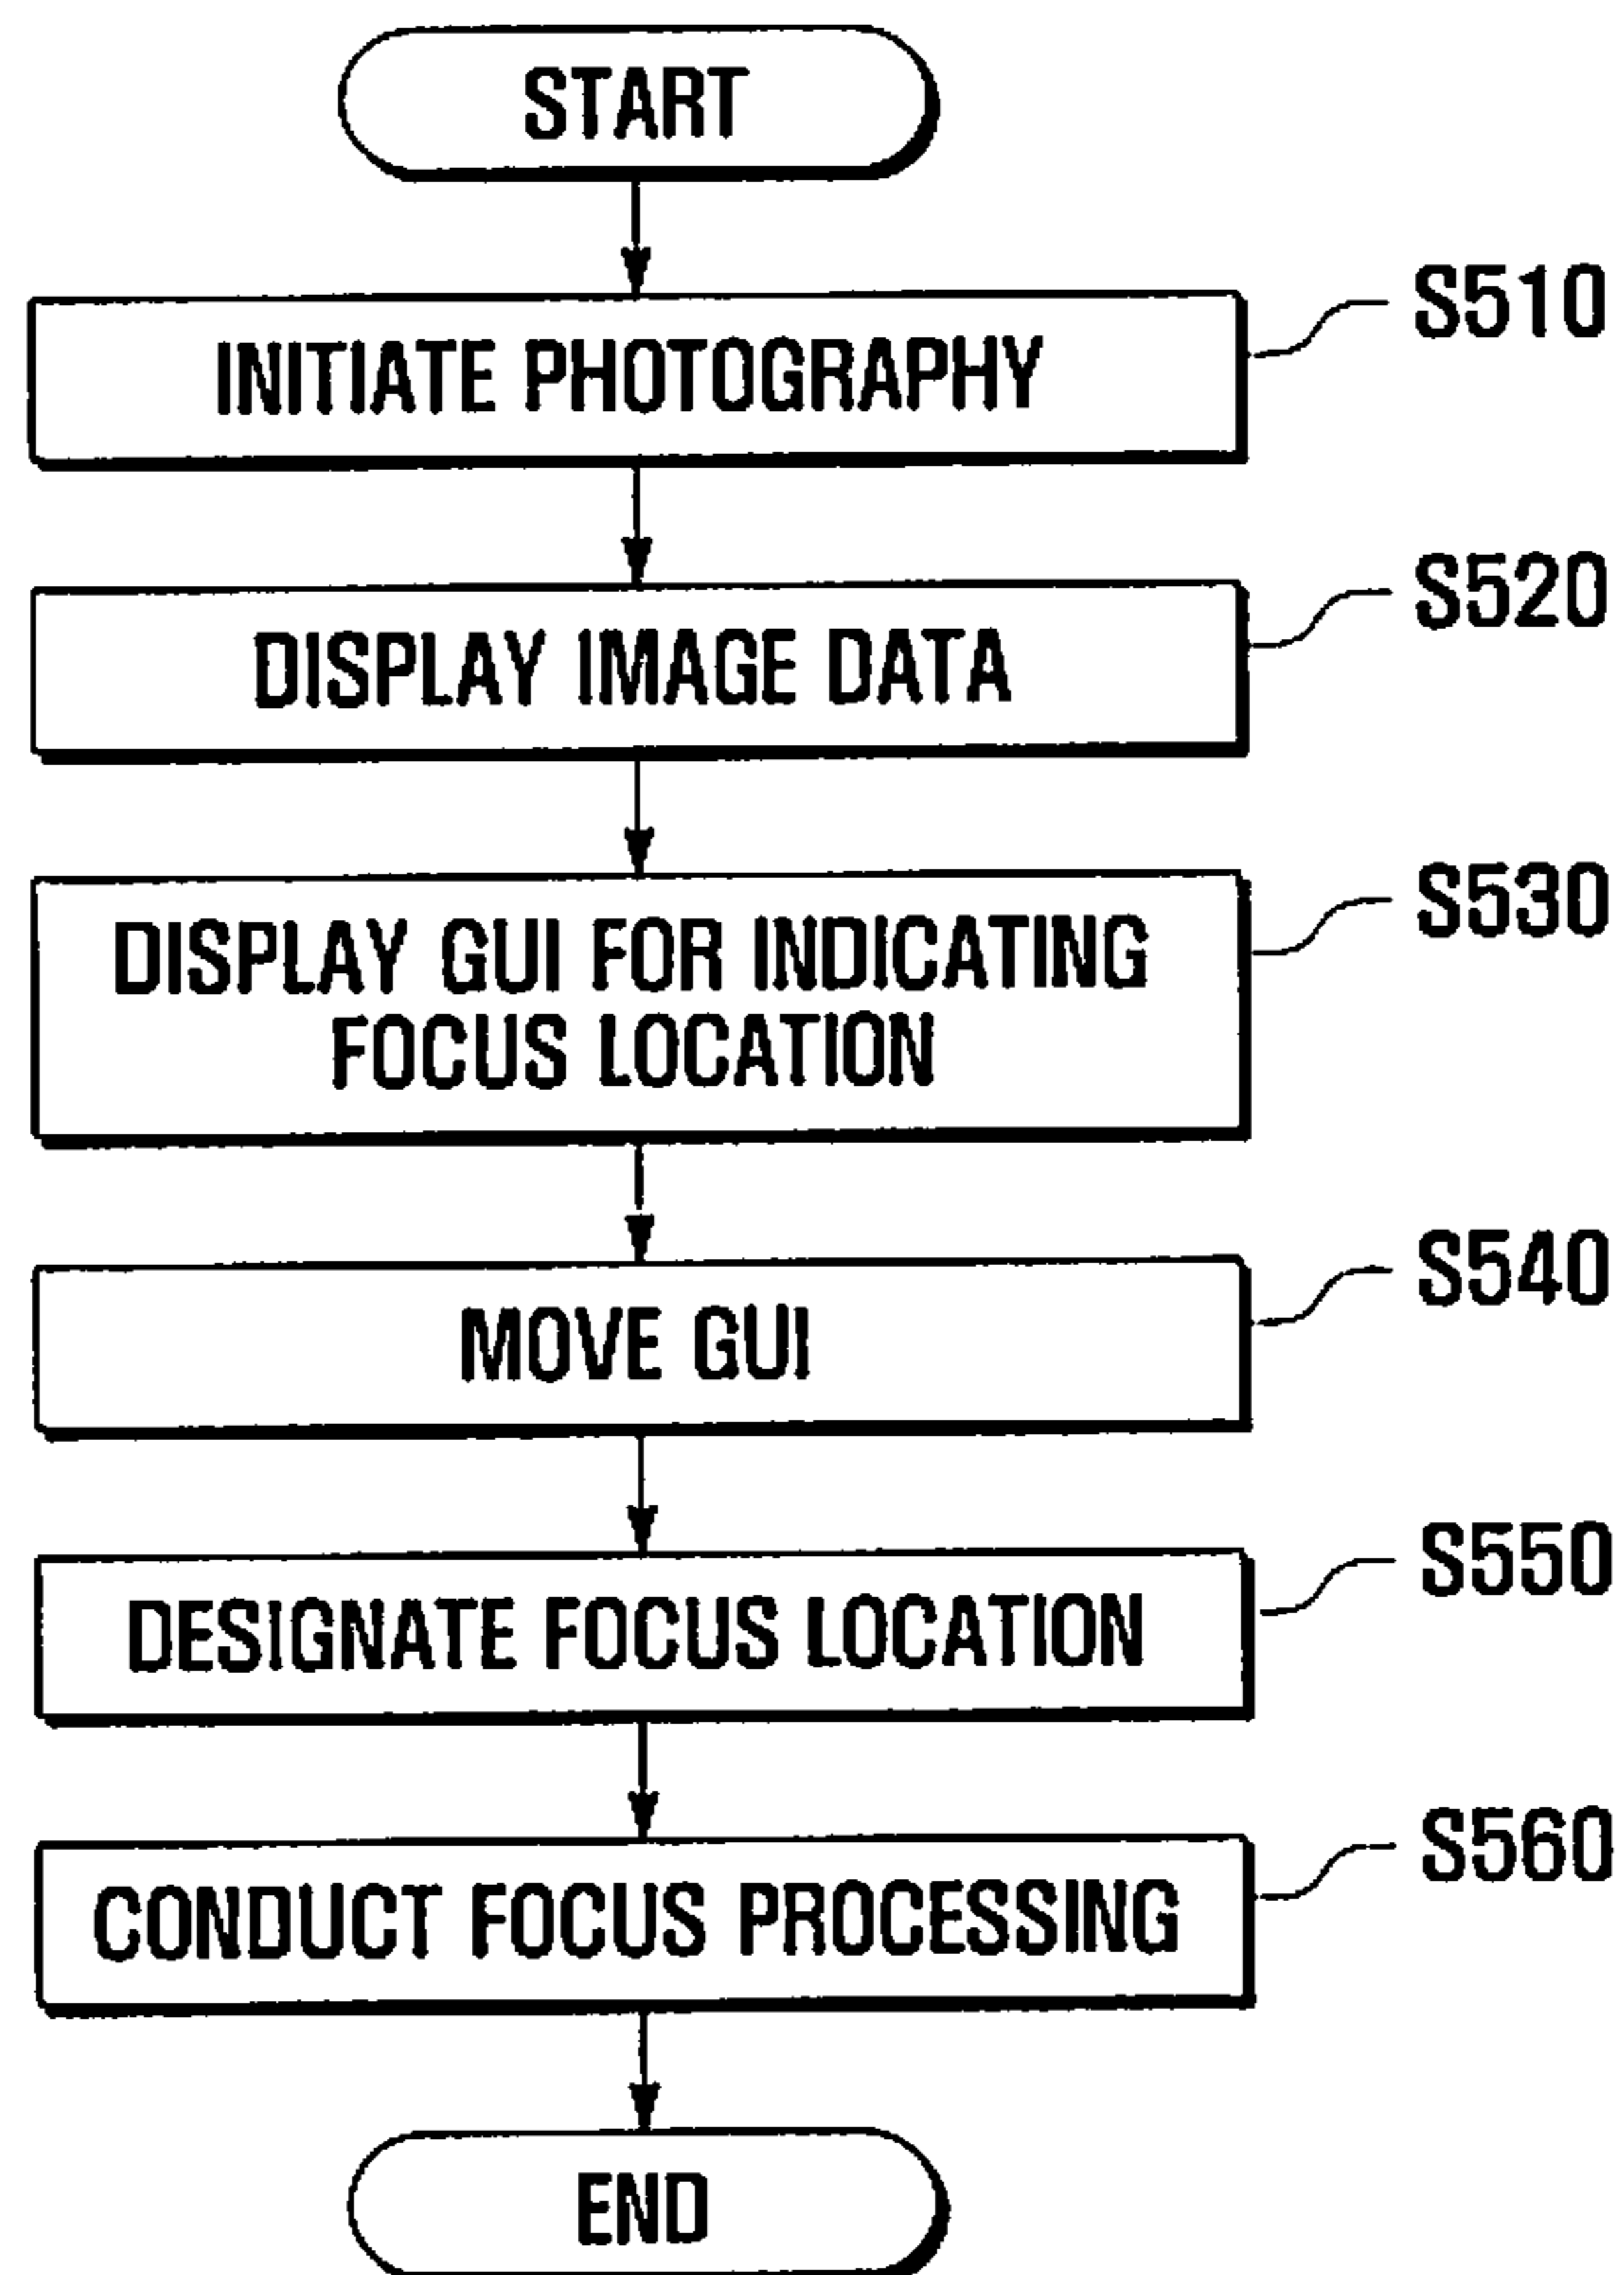 START
INITIATE PHOTOGRAPHY
S510
DISPLAY IMAGE DATA
S520
DISPLAY GUI FOR INDICATING
FOCUS LOCATION
S530
MOVE GUI
S540
DESIGNATE FOCUS LOCATION
S550
CONDUCT FOCUS PROCESSING
S560
END